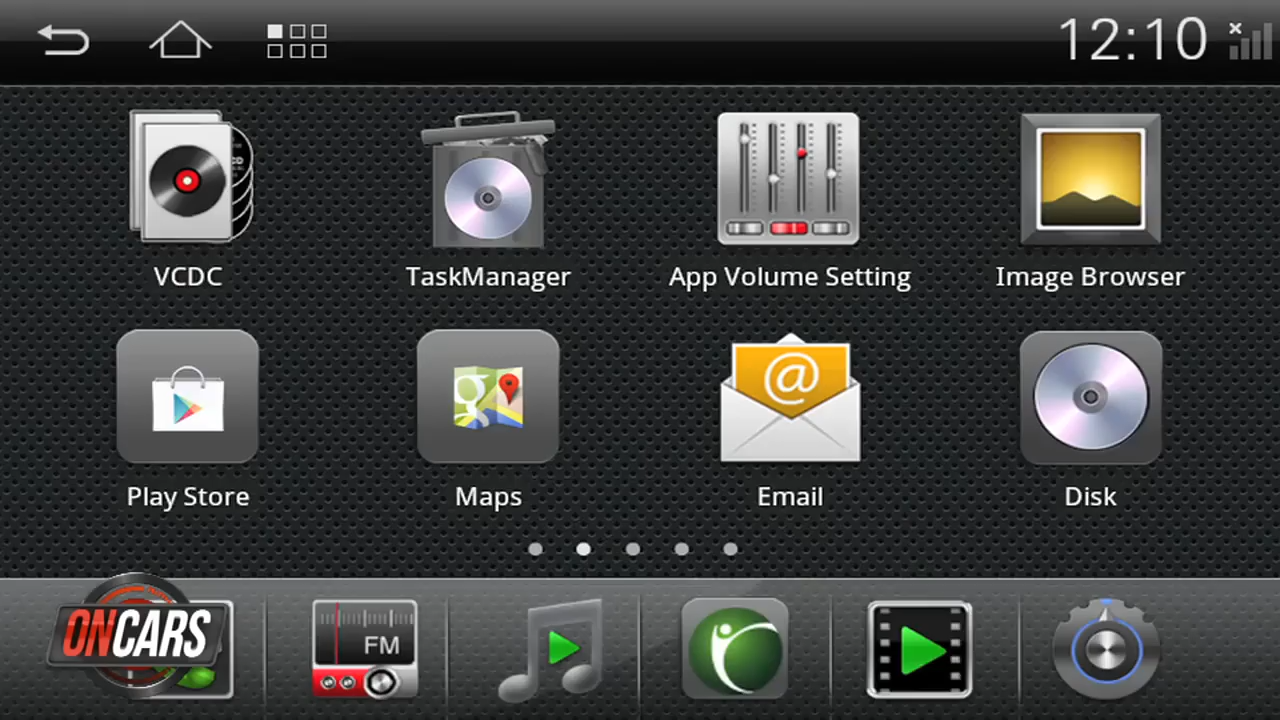 12:10
VCDC
TaskManager
App Volume Setting
Image Browser
@
Play Store
Maps
Email
Disk
ONCARS
FM